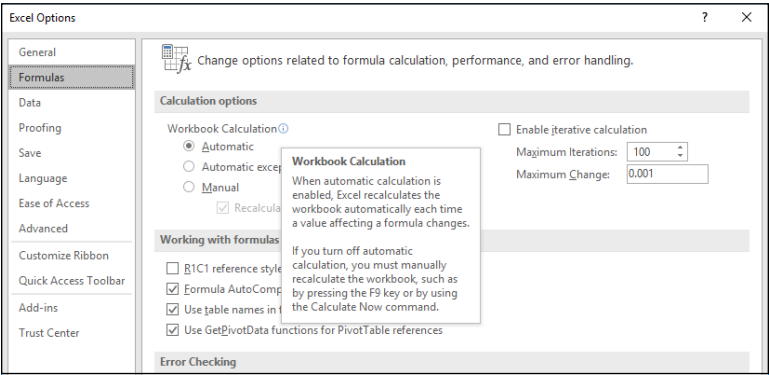 Excel Options
?
General
Formulas
Data
Proofing
Save
Language
Ease of Access
Advanced
Customize Ribbon
Quick Access Toolbar
Add-ins
Trust Center
Change options related to formula calculation, performance, and error handling.
Calculation options
Workbook Calculation
Automatic
Automatic
Manual
Enable iterative calculation
Maximum Iterations: 100
Maximum Change: 0.001
Workbook Calculation
When automatic calculation is
enabled, Excel recalculates the
workbook automatically each time
a value affecting a formula changes.
If you turn off automatic
calculation, you must manually
recalculate the workbook, such as
by pressing the F9 key or by using
the Calculate Now command.
Working with formulas
R1C1 reference style
Formula
Use table names in
Use GetPivotData functions for PivotTable references
Error Checking